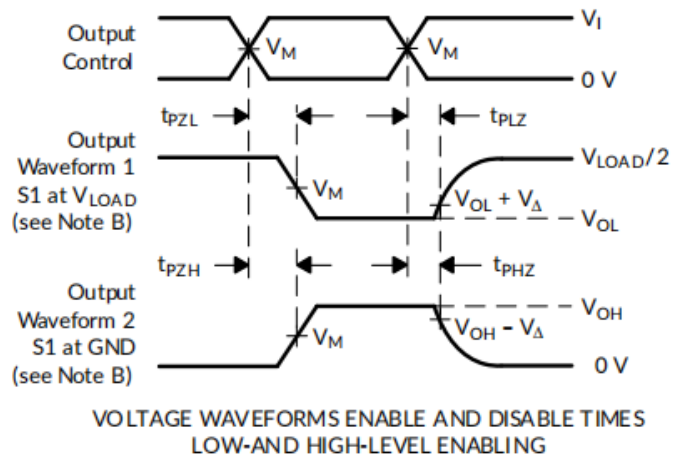 Output
Control
V_M
V_M
V_I
0 V
t_PZL
t_PLZ
Output
Waveform 1
S1 at V_LOAD
(see Note B)
V_M
V_LOAD/2
V_OL + V_Δ
V_OL
t_PZH
t_PHZ
Output
Waveform 2
S1 at GND
(see Note B)
V_M
V_OH
V_OH – V_Δ
0 V
VOLTAGE WAVEFORMS ENABLE AND DISABLE TIMES
LOW-AND HIGH-LEVEL ENABLING